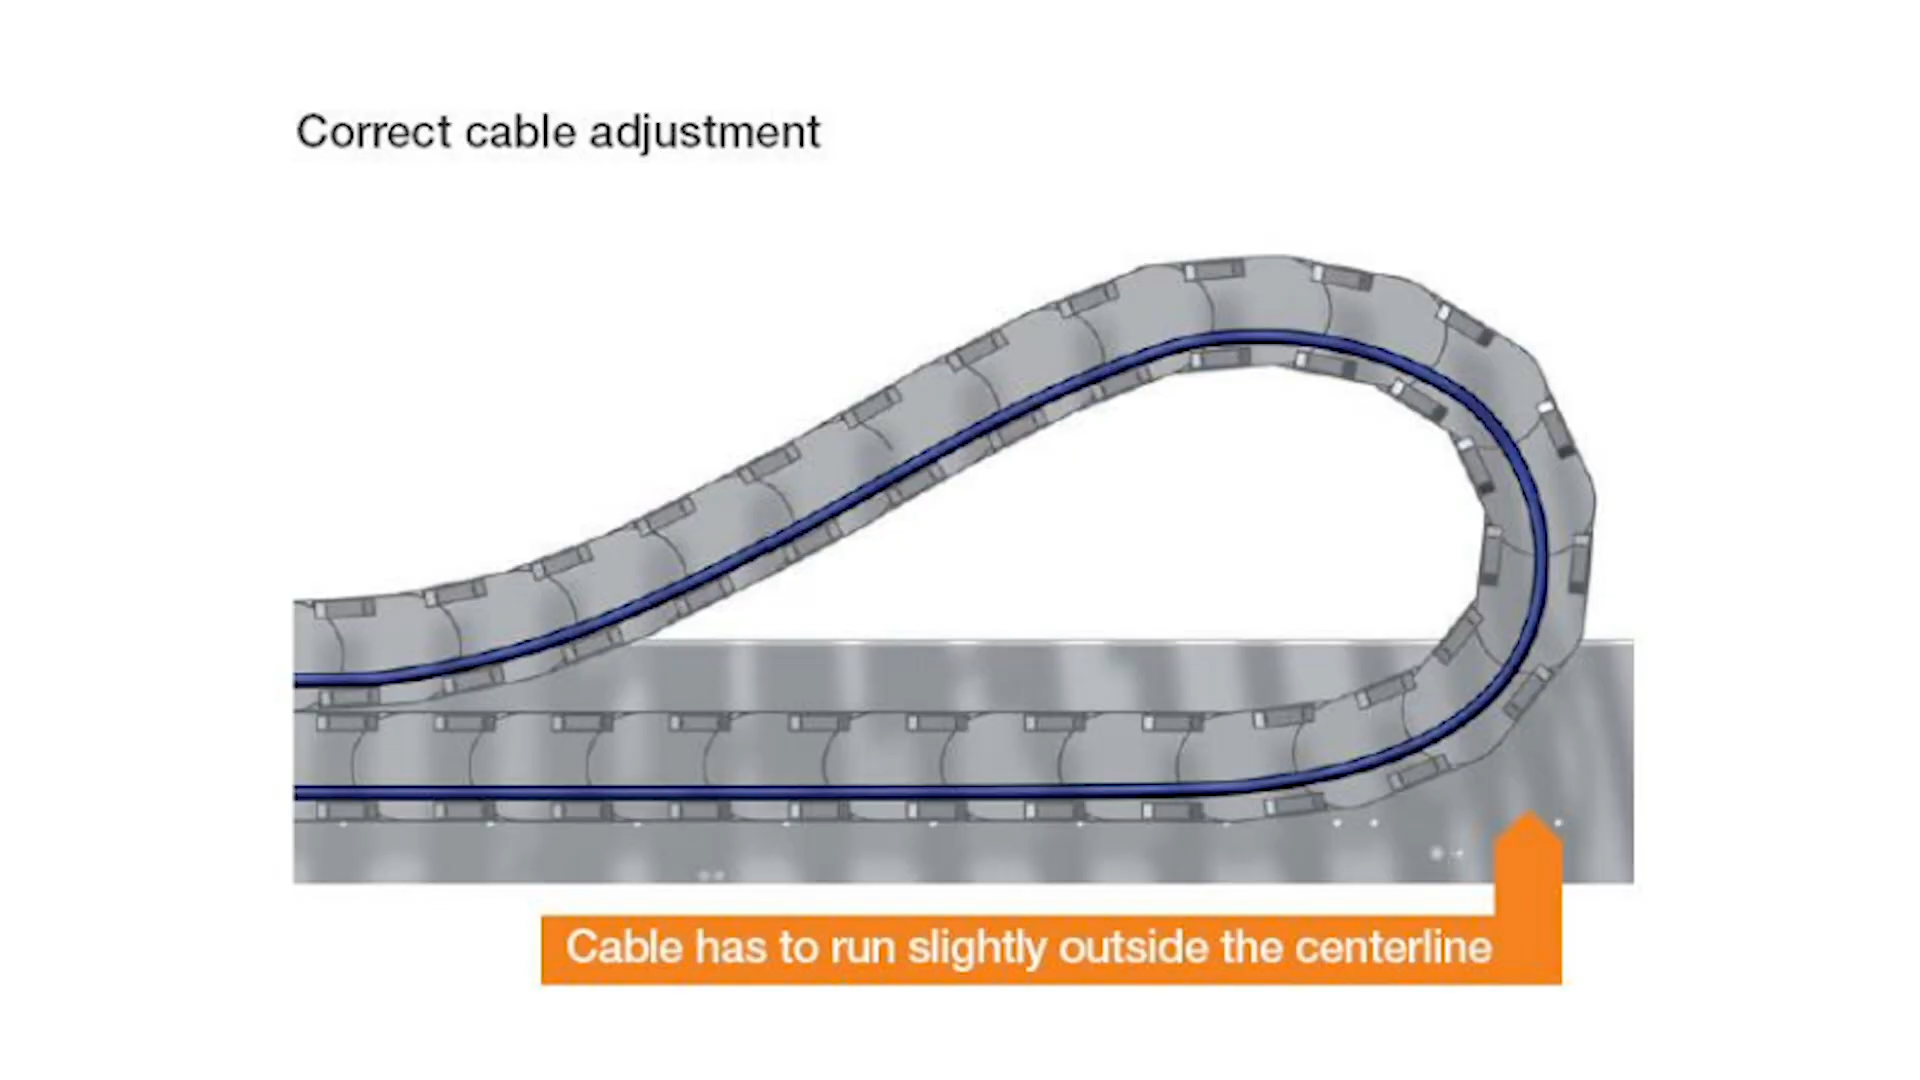 Correct cable adjustment
Cable has to run slightly outside the centerline